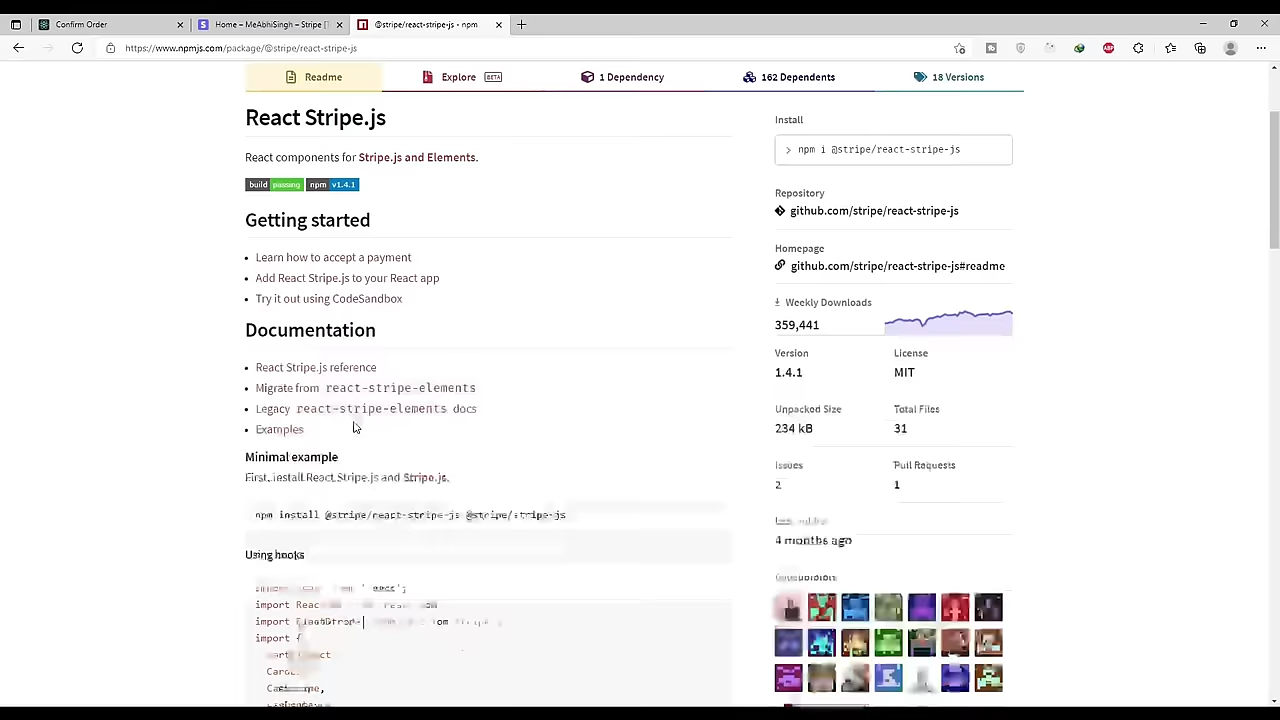 Confirm Order
Home – MeAbhiSingh – Stripe [T
@stripe/react-stripe-js - npm
https://www.npmjs.com/package/@stripe/react-stripe-js
Readme
Explore BETA
1 Dependency
162 Dependents
18 Versions
React Stripe.js
React components for Stripe.js and Elements.
build passing npm v1.4.1
Getting started
• Learn how to accept a payment
• Add React Stripe.js to your React app
• Try it out using CodeSandbox
Documentation
• React Stripe.js reference
• Migrate from react-stripe-elements
• Legacy react-stripe-elements docs
• Examples
Minimal example
First, install React Stripe.js and Stripe.js.
npm install @stripe/react-stripe-js @stripe/stripe-js
Using hooks
import React
import
import {
Install
> npm i @stripe/react-stripe-js
Repository
github.com/stripe/react-stripe-js
Homepage
github.com/stripe/react-stripe-js#readme
Weekly Downloads
359,441
Version
License
1.4.1
MIT
Unpacked Size
Total Files
234 kB
31
Issues
Pull Requests
2
1
4 months ago